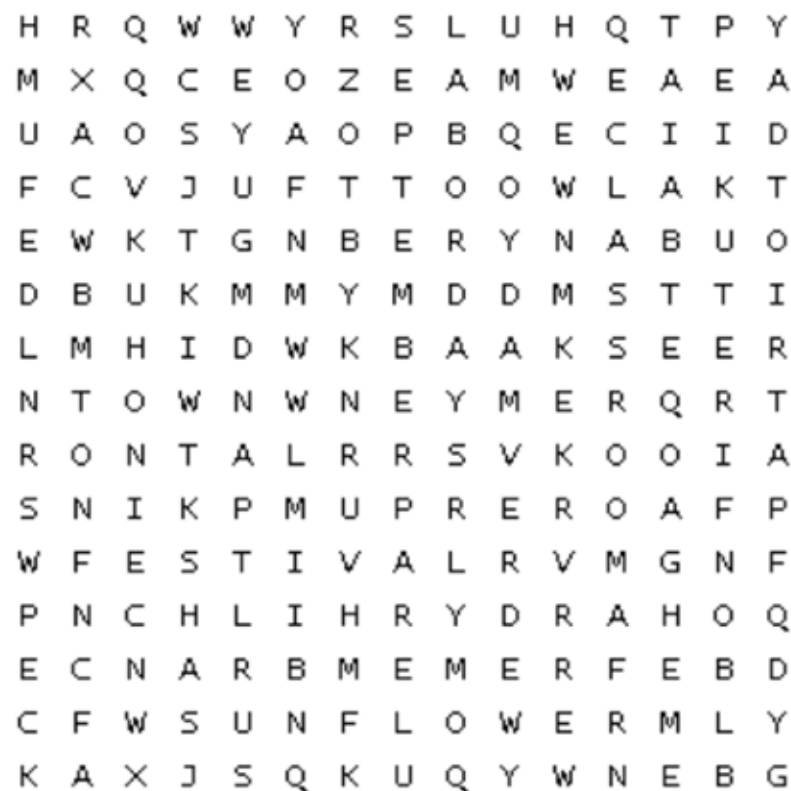 H R Q W W Y R S L U H Q T P Y
M X Q C E O Z E A M W E A E A
U A O S Y A O P B Q E C I I D
F C V J U F T T O O W L A K T
E W K T G N B E R Y N A B U O
D B U K M M Y M D D M S T T I
L M H I D W K B A A K S E E R
N T O W N W N E Y M E R Q R T
R O N T A L R R S V K O O I A
S N I K P M U P R E R O A F P
W F E S T I V A L R V M G N F
P N C H L I H R Y D R A H O Q
E C N A R B M E M E R F E B D
C F W S U N F L O W E R M L Y
K A X J S Q K U Q Y W N E B G